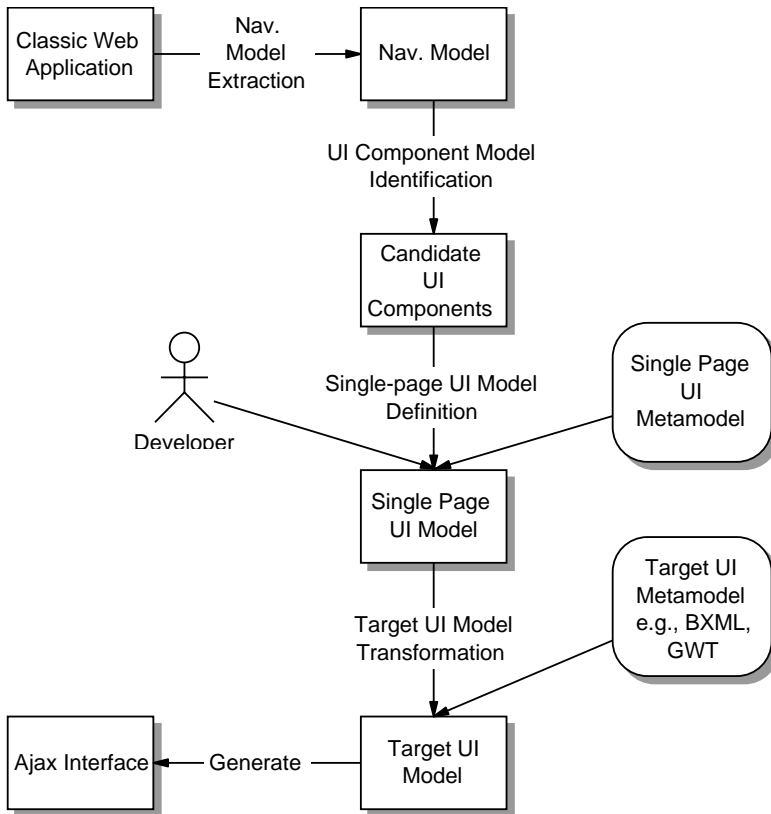 Classic Web
Application
Nav.
Model
Extraction
Nav. Model
UI Component Model
Identification
Candidate
UI
Components
Single-page UI Model
Definition
Developer
Single Page
UI
Metamodel
Single Page
UI Model
Target UI Model
Transformation
Target UI
Metamodel
e.g., BXML,
GWT
Ajax Interface
Generate
Target UI
Model